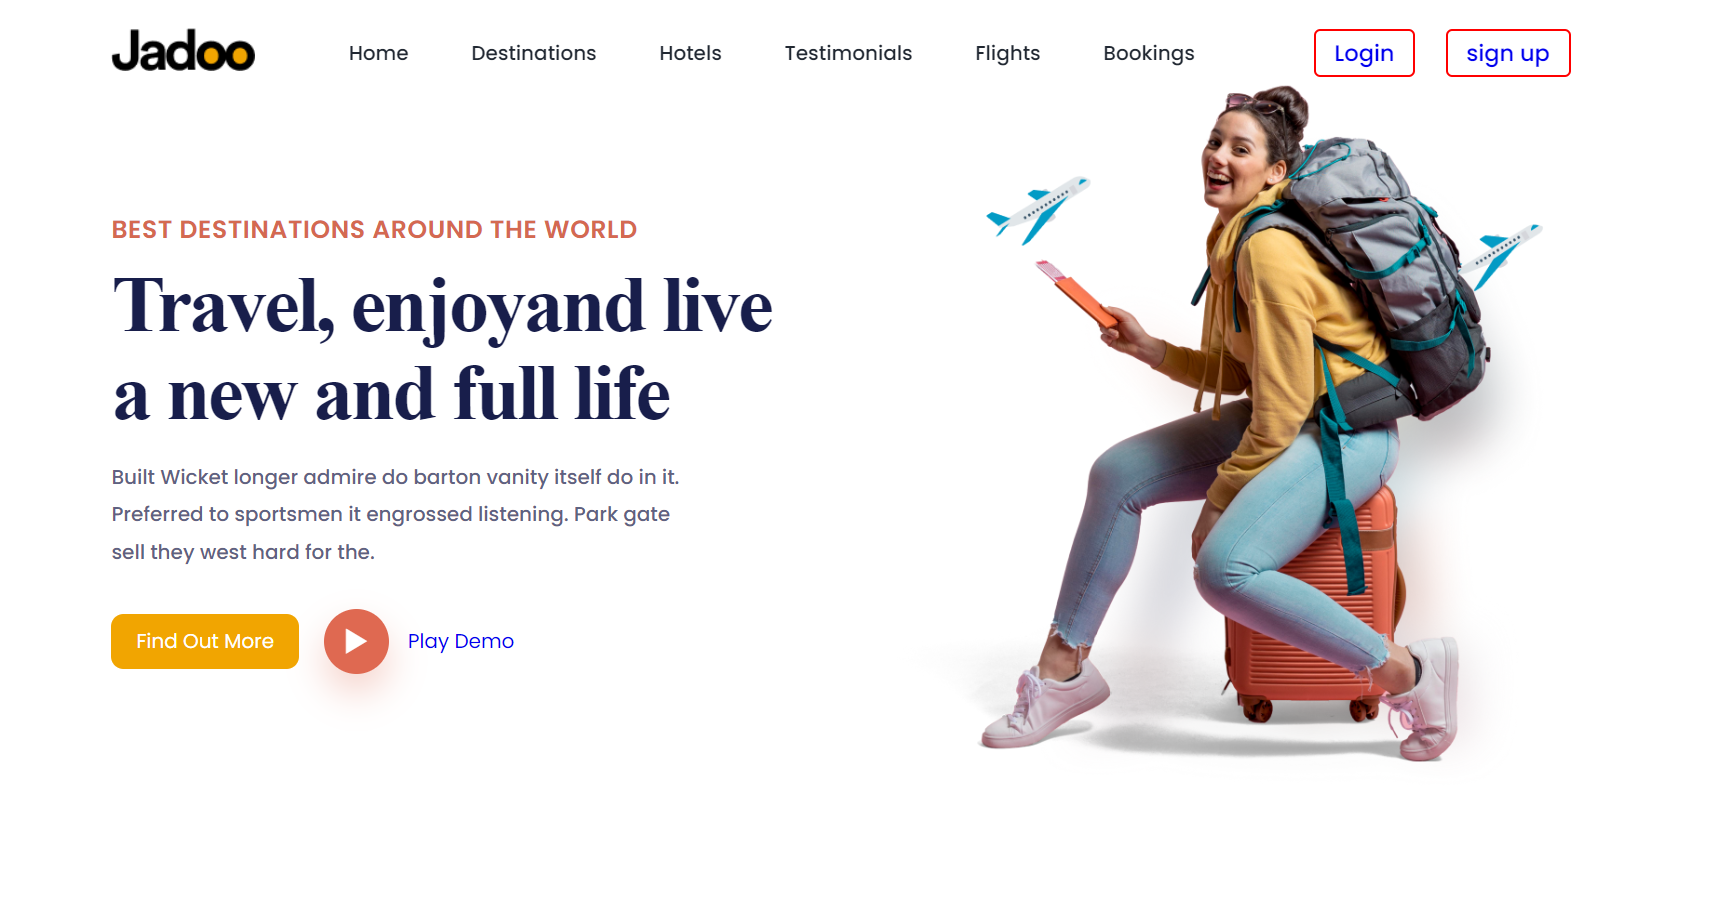 Jadoo
Home Destinations Hotels Testimonials Flights Bookings Login sign up
BEST DESTINATIONS AROUND THE WORLD
Travel, enjoyand live
a new and full life
Built Wicket longer admire do barton vanity itself do in it.
Preferred to sportsmen it engrossed listening. Park gate
sell they west hard for the.
Find Out More Play Demo